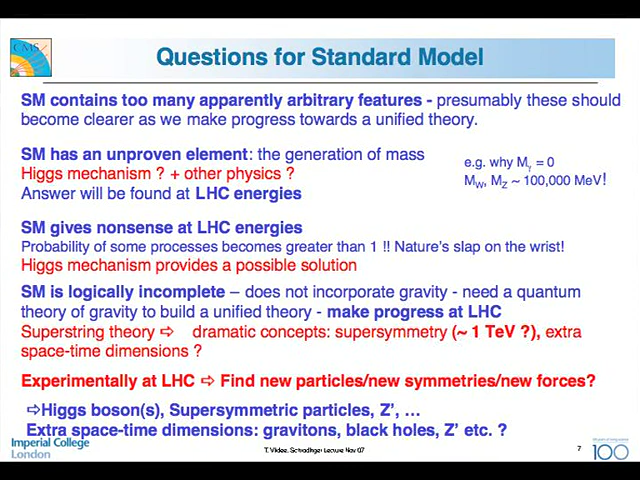 CMS
Questions for Standard Model
SM contains too many apparently arbitrary features - presumably these should
become clearer as we make progress towards a unified theory.
SM has an unproven element: the generation of mass
Higgs mechanism ? + other physics ?
Answer will be found at LHC energies
e.g. why Mγ = 0
MW, MZ ~ 100,000 MeV!
SM gives nonsense at LHC energies
Probability of some processes becomes greater than 1 !! Nature's slap on the wrist!
Higgs mechanism provides a possible solution
SM is logically incomplete – does not incorporate gravity - need a quantum
theory of gravity to build a unified theory - make progress at LHC
Superstring theory ⇨ dramatic concepts: supersymmetry (~ 1 TeV ?), extra
space-time dimensions ?
Experimentally at LHC ⇨ Find new particles/new symmetries/new forces?
⇨Higgs boson(s), Supersymmetric particles, Z', …
Extra space-time dimensions: gravitons, black holes, Z' etc. ?
Imperial College
London
T. Virdee, Schrodinger Lecture Nov 07
7
100